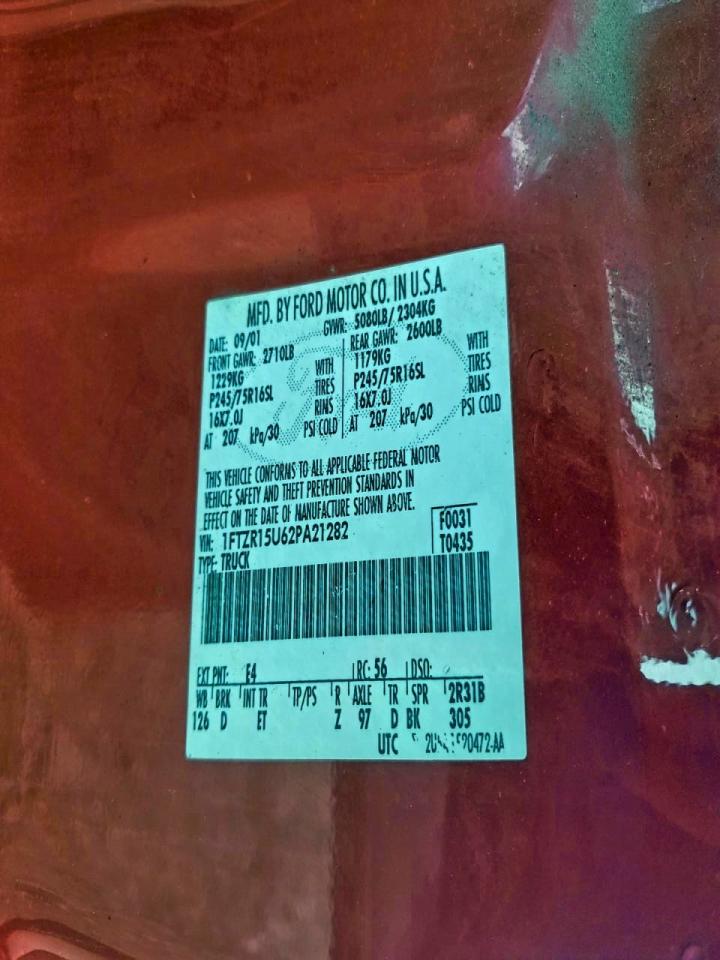 MFD. BY FORD MOTOR CO. IN U.S.A.
DATE: 09/01 GVWR: 5080LB/ 2304KG
FRONT GAWR: 2710LB REAR GAWR: 2600LB
1229KG WITH 1179KG WITH
P245/75R16SL TIRES P245/75R16SL TIRES
16X7.0J RINS 16X7.0J RINS
AT 207 kPa/30 PSI COLD AT 207 kPa/30 PSI COLD
THIS VEHICLE CONFORMS TO ALL APPLICABLE FEDERAL MOTOR
VEHICLE SAFETY AND THEFT PREVENTION STANDARDS IN
EFFECT ON THE DATE OF MANUFACTURE SHOWN ABOVE.
VIN: 1FTZR15U62PA21282 F0031
TYPE: TRUCK T0435
EXT PNT: E4 RC: 56 DSO:
WB BRK INT TR TP/PS R AXLE TR SPR 2R31B
126 D ET Z 97 D BK 305
UTC